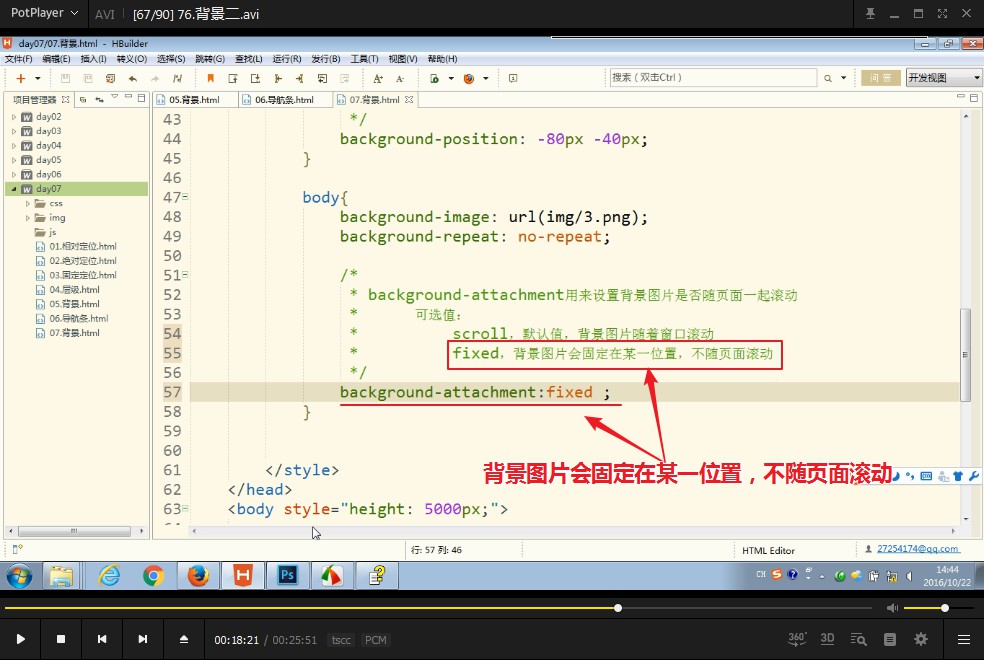 PotPlayer AVI [67/90] 76.背景二.avi
day07/07.背景.html - HBuilder
文件(F) 编辑(E) 插入(I) 转义(O) 选择(S) 跳转(G) 查找(L) 运行(R) 发行(B) 工具(T) 视图(V) 帮助(H)
搜索 ( 双击Ctrl ) 问 答 开发视图
项目管理器 05.背景.html 06.导航条.html 07.背景.html
day02
day03
day04
day05
day06
day07
css
img
js
01.相对定位.html
02.绝对定位.html
03.固定定位.html
04.层级.html
05.背景.html
06.导航条.html
07.背景.html
43 */
44 background-position: -80px -40px;
45 }
46
47 body{
48 background-image: url(img/3.png);
49 background-repeat: no-repeat;
50
51 /*
52 * background-attachment用来设置背景图片是否随页面一起滚动
53 * 可选值:
54 * scroll, 默认值, 背景图片随着窗口滚动
55 * fixed, 背景图片会固定在某一位置, 不随页面滚动
56 */
57 background-attachment:fixed ;
58 }
59
60
61 </style>
62 </head>
63 <body style="height: 5000px;">
背景图片会固定在某一位置，不随页面滚动
行: 57 列: 46 HTML Editor 27254174@qq.com
CH 14:44
2016/10/22
00:18:21 / 00:25:51 tscc PCM 360° 3D